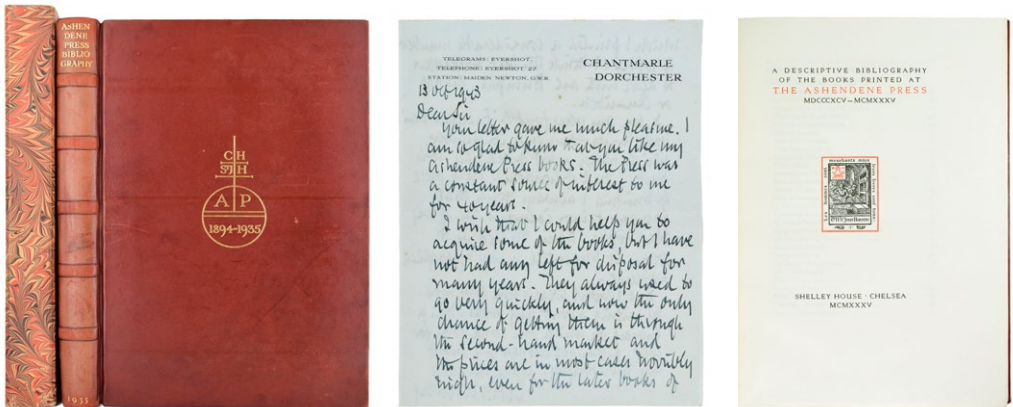 ASHEN
DENE
PRESS
BIBLIO
GRAPHY
1935
C H
ST H
A P
1894-1935
TELEGRAMS: EVERSHOT.
TELEPHONE: EVERSHOT. 22.
STATION: MAIDEN NEWTON, G.W.R.
CHANTMARLE
DORCHESTER
13 Oct 1943
Dear Sir
Your letter gave me much pleasure. I
am so glad to know that you like my
Ashendene Press books. The Press was
a constant source of interest to me
for 40 years.
I wish that I could help you to
acquire some of the books, but I have
not had any left for disposal for
many years. They always used to
go very quickly, and now the only
chance of getting them is through
the second-hand market and
the prices are in most cases horribly
high, even for the later books of
A DESCRIPTIVE BIBLIOGRAPHY
OF THE BOOKS PRINTED AT
THE ASHENDENE PRESS
MDCCCXCV—MCMXXXV
SHELLEY HOUSE · CHELSEA
MCMXXXV